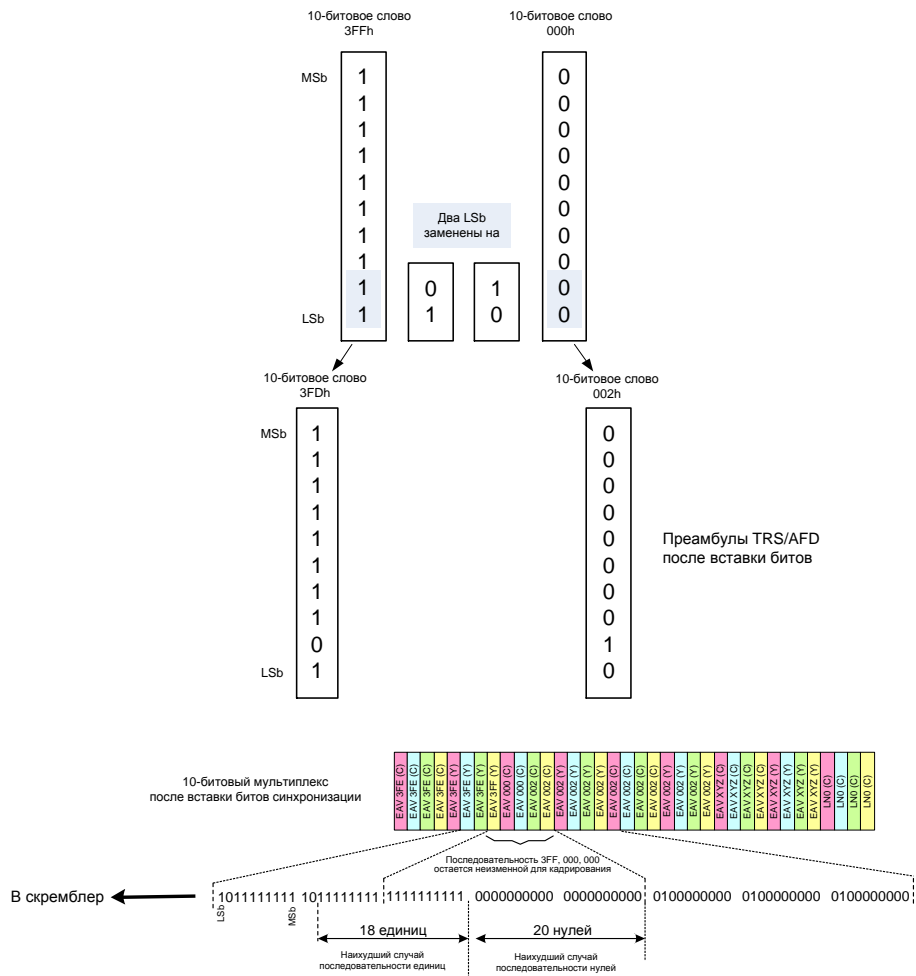 10-битовое слово
3FFh
10-битовое слово
000h
MSb
1
1
1
1
1
1
1
1
1
1
LSb
Два LSb
заменены на
0
1
1
0
0
0
0
0
0
0
0
0
0
0
10-битовое слово
3FDh
10-битовое слово
002h
MSb
1
1
1
1
1
1
1
1
0
1
LSb
0
0
0
0
0
0
0
0
1
0
Преамбулы TRS/AFD
после вставки битов
10-битовый мультиплекс
после вставки битов синхронизации
EAV 3FE (C)
EAV 3FE (C)
EAV 3FE (C)
EAV 3FE (C)
EAV 3FE (Y)
EAV 3FE (Y)
EAV 3FE (Y)
EAV 3FF (Y)
EAV 000 (C)
EAV 000 (C)
EAV 002 (C)
EAV 002 (C)
EAV 002 (Y)
EAV 002 (Y)
EAV 002 (Y)
EAV 002 (Y)
EAV 002 (C)
EAV 002 (C)
EAV 002 (C)
EAV 002 (C)
EAV 002 (Y)
EAV 002 (Y)
EAV 002 (Y)
EAV 002 (Y)
EAV XYZ (C)
EAV XYZ (C)
EAV XYZ (C)
EAV XYZ (C)
EAV XYZ (Y)
EAV XYZ (Y)
EAV XYZ (Y)
EAV XYZ (Y)
LN0 (C)
LN0 (C)
LN0 (C)
LN0 (C)
Последовательность 3FF, 000, 000
остается неизменной для кадрирования
В скремблер
1011111111 1011111111 1111111111 0000000000 0000000000 0100000000 0100000000 0100000000
LSb
MSb
18 единиц
20 нулей
Наихудший случай
последовательности единиц
Наихудший случай
последовательности нулей